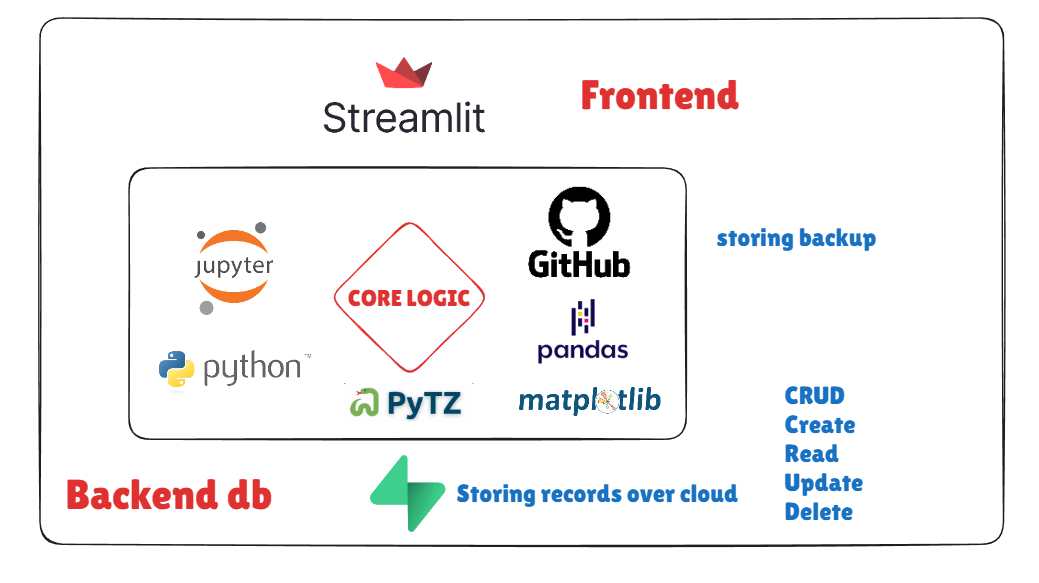 Streamlit
Frontend
jupyter
CORE LOGIC
GitHub
storing backup
python™
pandas
PyTZ
matplotlib
CRUD
Create
Read
Update
Delete
Backend db
Storing records over cloud